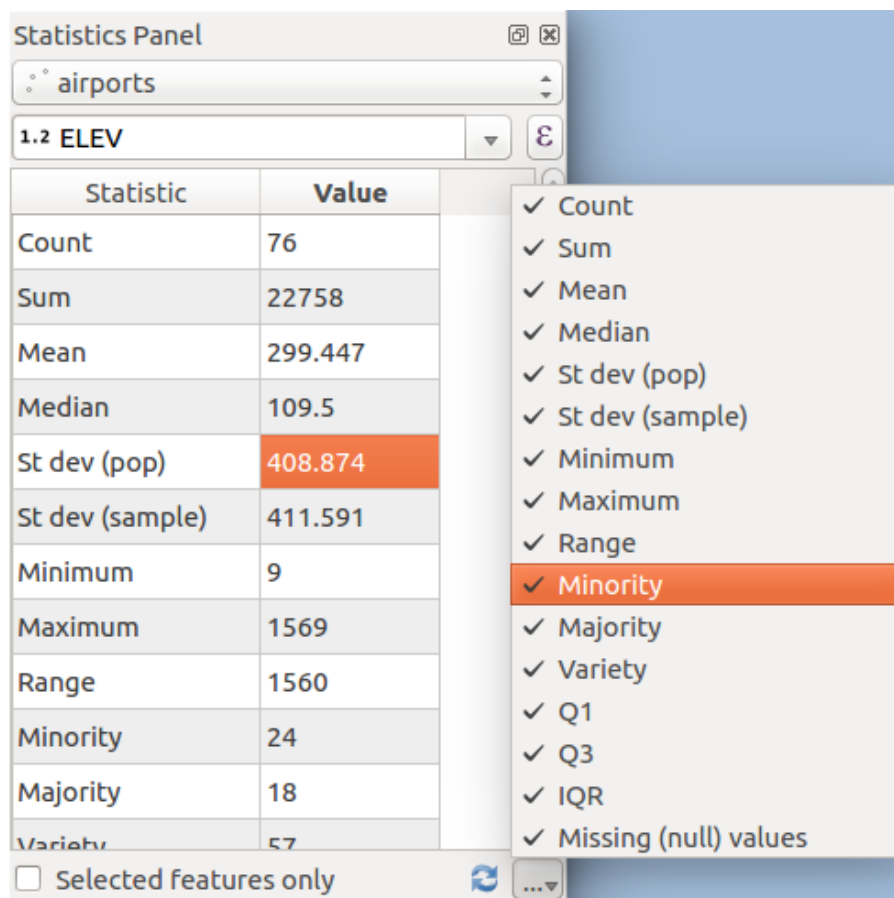 Statistics Panel
airports
1.2 ELEV ε
Statistic Value
Count 76
Sum 22758
Mean 299.447
Median 109.5
St dev (pop) 408.874
St dev (sample) 411.591
Minimum 9
Maximum 1569
Range 1560
Minority 24
Majority 18
Variety 57
Selected features only ...
Count
Sum
Mean
Median
St dev (pop)
St dev (sample)
Minimum
Maximum
Range
Minority
Majority
Variety
Q1
Q3
IQR
Missing (null) values